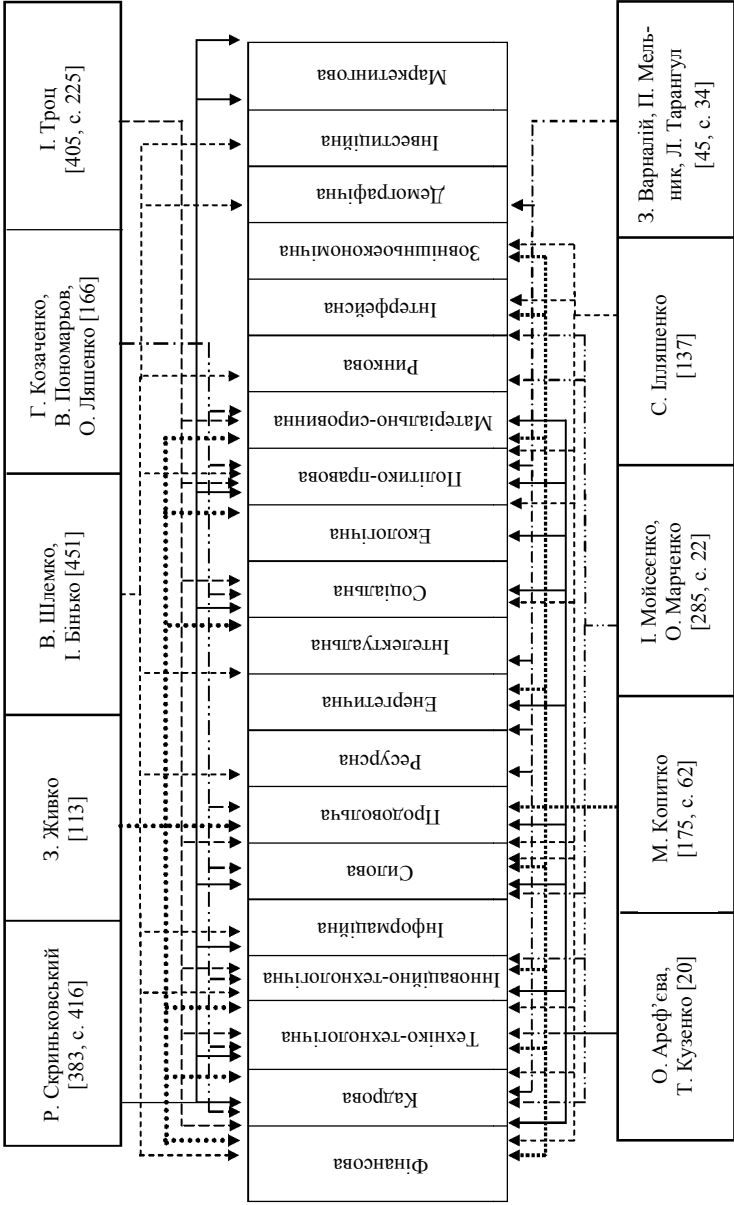 Р. Скриньковський
[383, с. 416]
З. Живко
[113]
В. Шлемко,
І. Бінько [451]
Г. Козаченко,
В. Пономарьов,
О. Ляшенко [166]
І. Троц
[405, с. 225]
Фінансова
Кадрова
Техніко-технологічна
Інноваційно-технологічна
Інформаційна
Силова
Продовольча
Ресурсна
Енергетична
Інтелектуальна
Соціальна
Екологічна
Політико-правова
Матеріально-сировинна
Ринкова
Інтерфейсна
Зовнішньоекономічна
Демографічна
Інвестиційна
Маркетингова
О. Ареф’єва,
Т. Кузенко [20]
М. Копитко
[175, с. 62]
І. Мойсеєнко,
О. Марченко
[285, с. 22]
С. Ілляшенко
[137]
З. Варналій, П. Мель-
ник, Л. Тарангул
[45, с. 34]